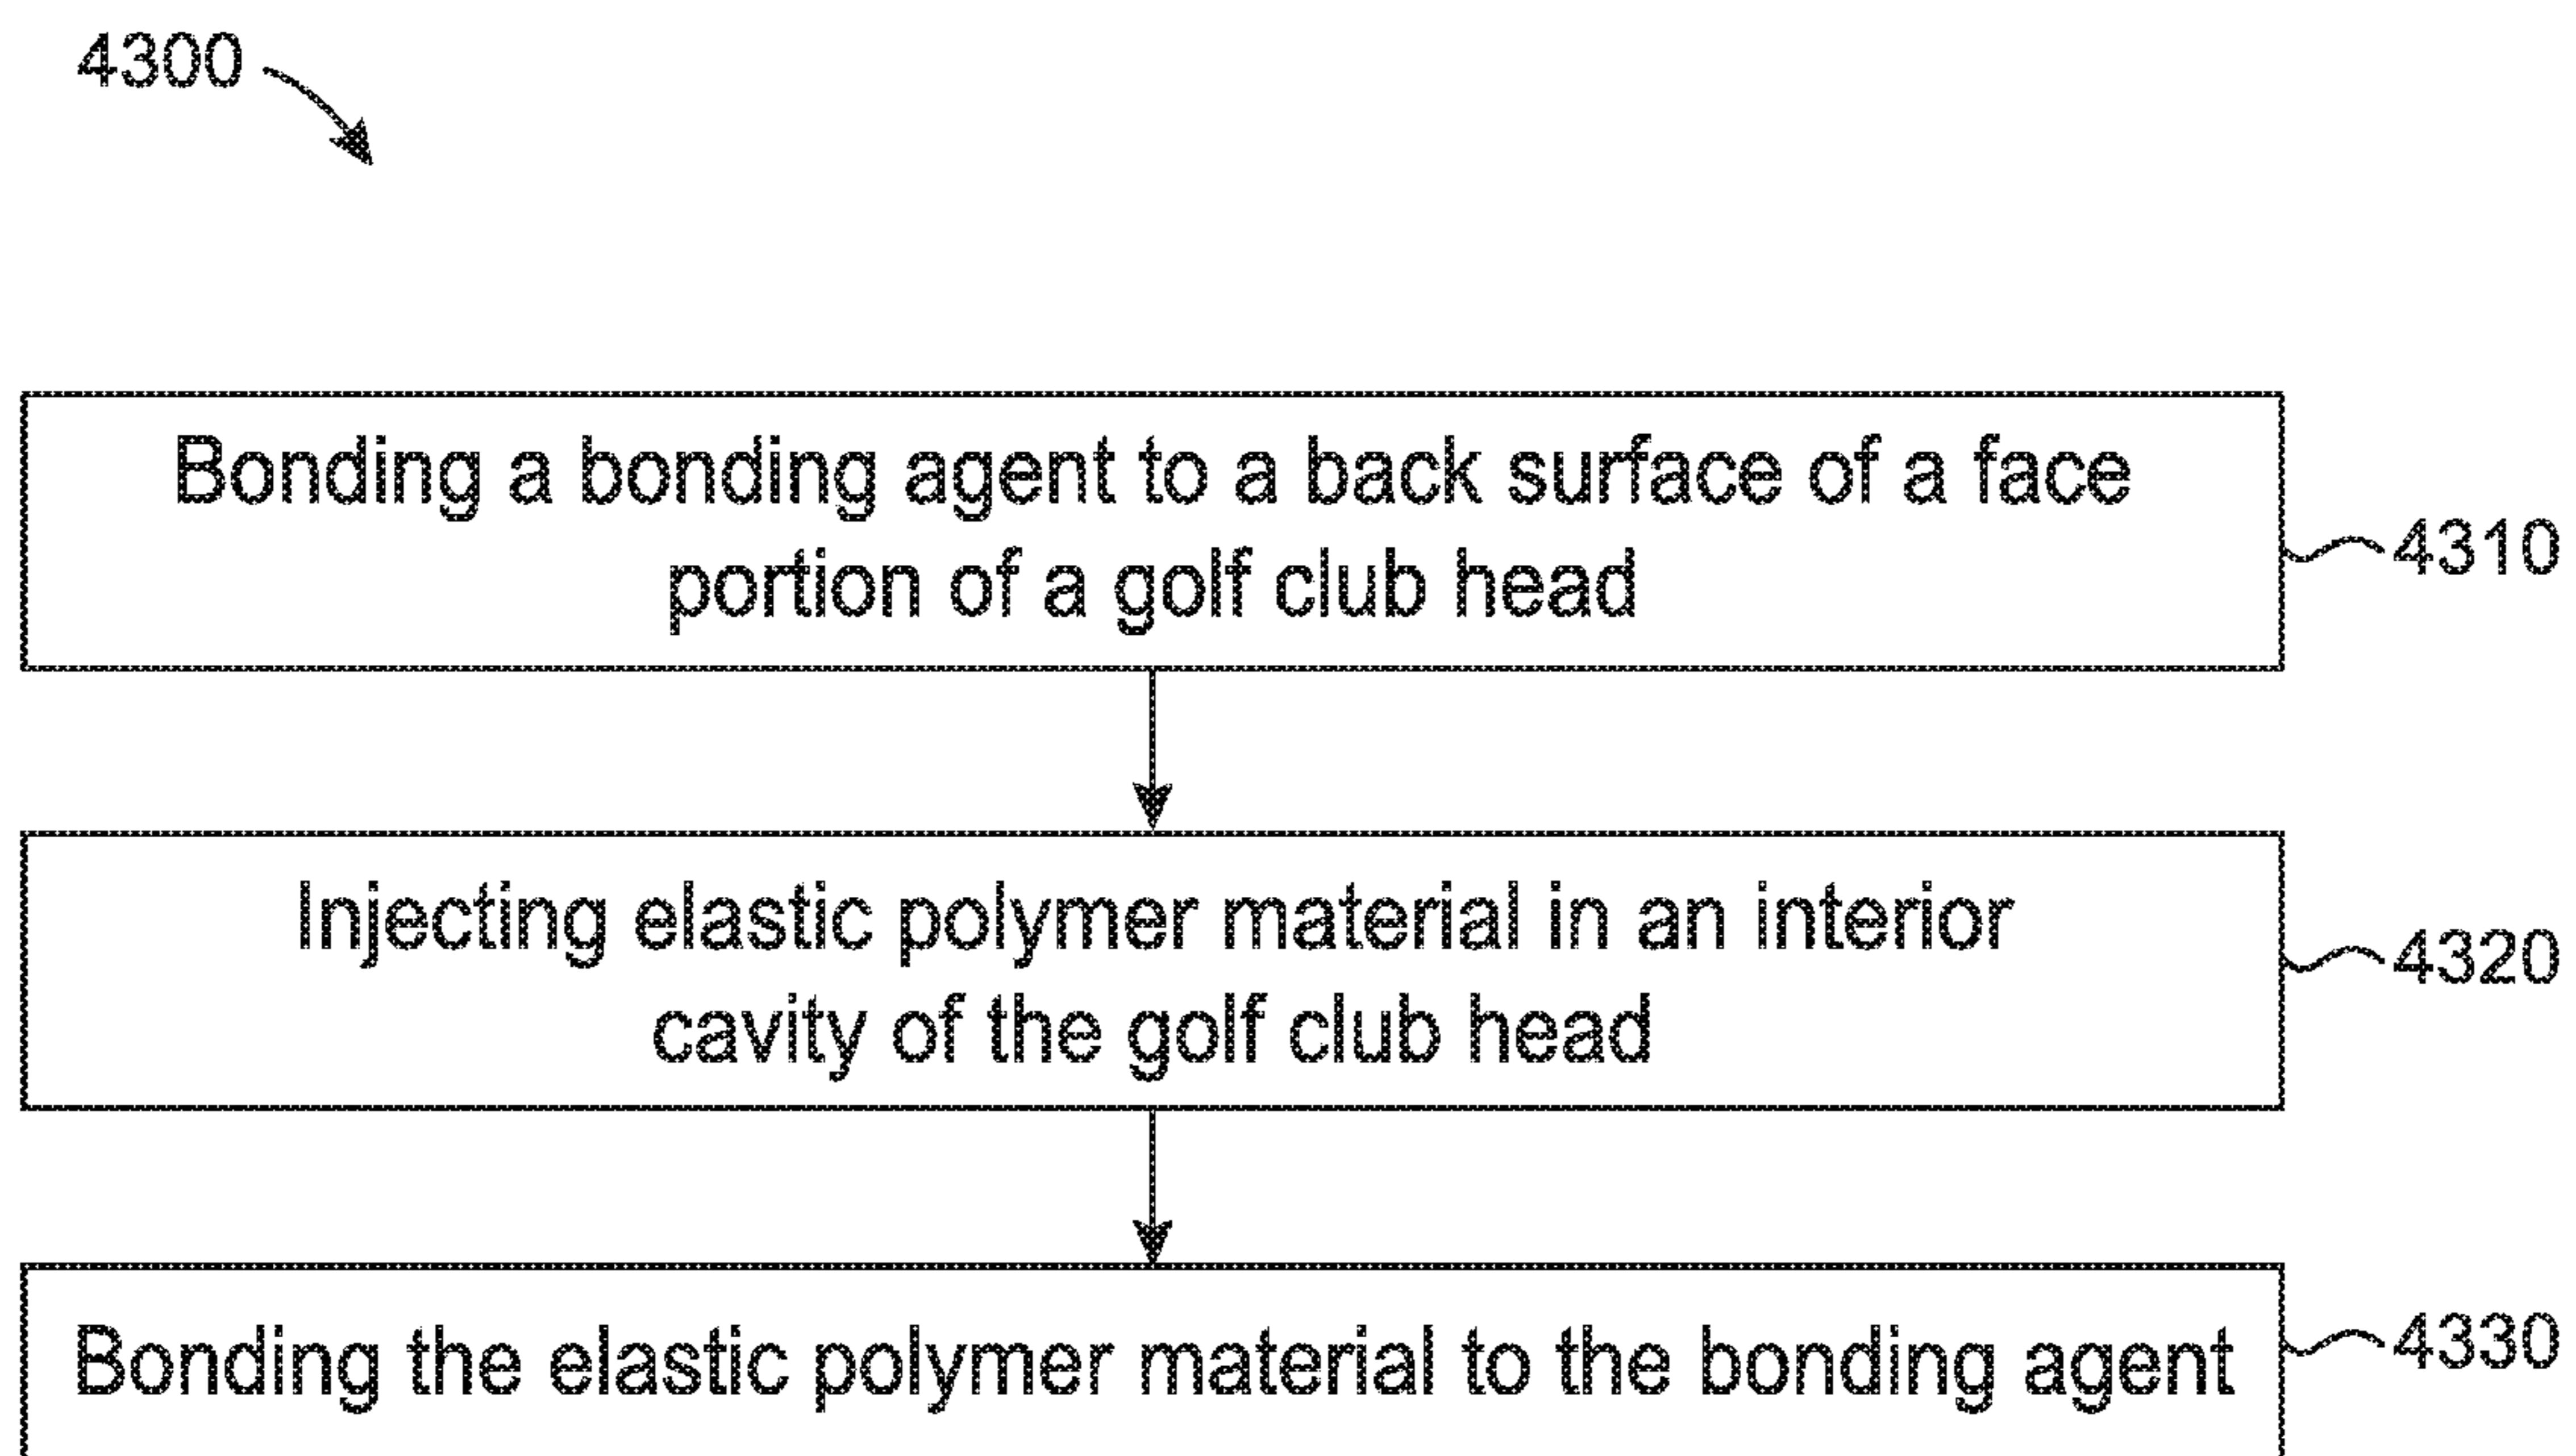 4300
Bonding a bonding agent to a back surface of a face
portion of a golf club head
4310
Injecting elastic polymer material in an interior
cavity of the golf club head
4320
Bonding the elastic polymer material to the bonding agent
4330